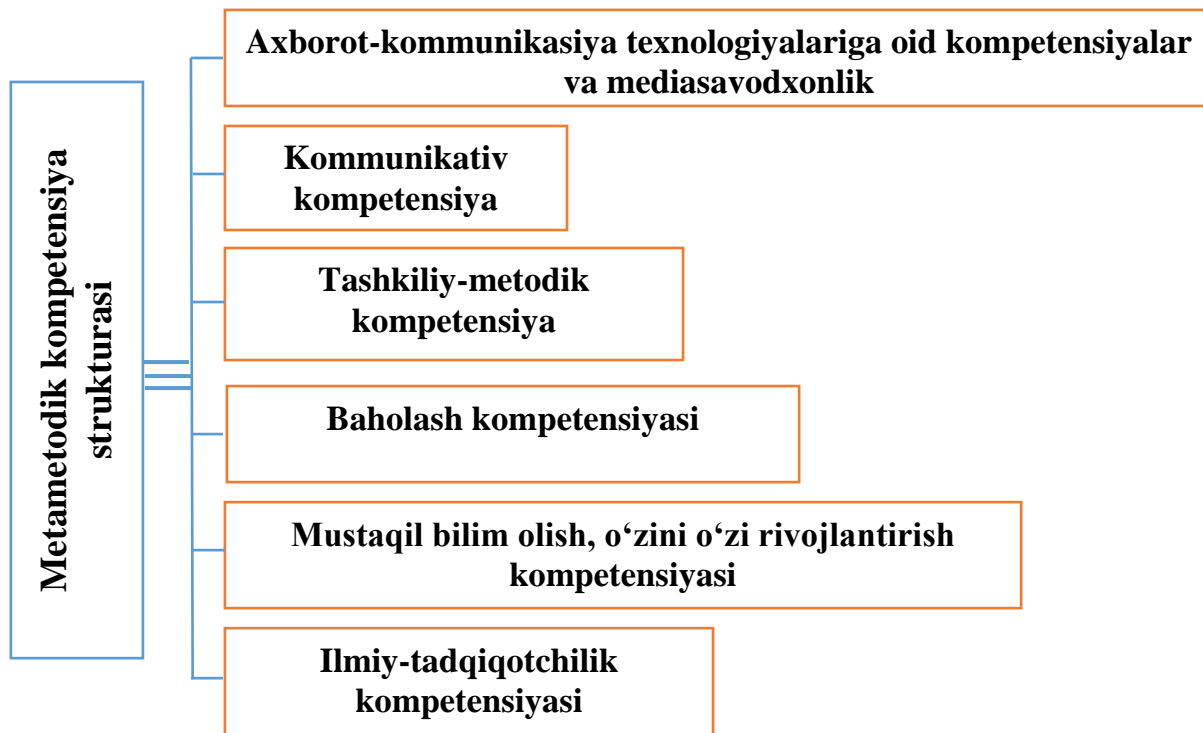 Metametodik kompetensiya
strukturasi
Axborot-kommunikasiya texnologiyalariga oid kompetensiyalar
va mediasavodxonlik
Kommunikativ
kompetensiya
Tashkiliy-metodik
kompetensiya
Baholash kompetensiyasi
Mustaqil bilim olish, o‘zini o‘zi rivojlantirish
kompetensiyasi
Ilmiy-tadqiqotchilik
kompetensiyasi